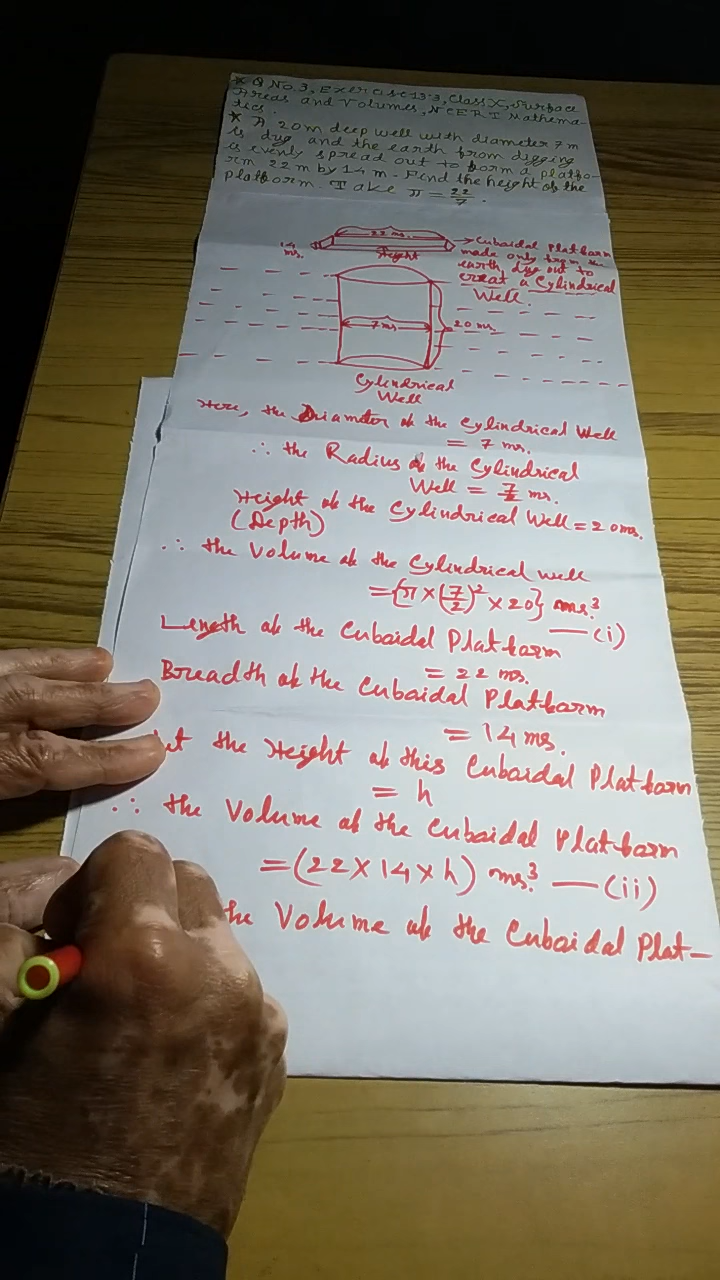 * Q No. 3, Exercise 13.3, Class X, Surface
Areas and Volumes, NCERT Mathema-
tics.
* A 20m deep well with diameter 7m
is dug and the earth from digging
is evenly spread out to form a platfo-
rm 22 m by 14 m. Find the height of the
platform. Take π = 22/7.
22 ms.
14 ms.
Height
→ Cuboidal Platform
made only from the
earth, dug out to
creat a Cylindrical
Well.
7 ms
20 ms.
Cylindrical
Well
Here, the Diameter of the Cylindrical Well
= 7 ms.
∴ the Radius of the Cylindrical
Well = 7/2 ms.
Height of the Cylindrical Well = 20 ms.
(Depth)
∴ the Volume of the Cylindrical well
= {π × (7/2)² × 20} ms.³ —(i)
Length of the Cuboidal Platform
= 22 ms.
Breadth of the Cuboidal Platform
= 14 ms.
the Height of this Cuboidal Platform
= h
∴ the Volume of the Cuboidal Platform
= (22 × 14 × h) ms.³ —(ii)
the Volume of the Cuboidal Plat-